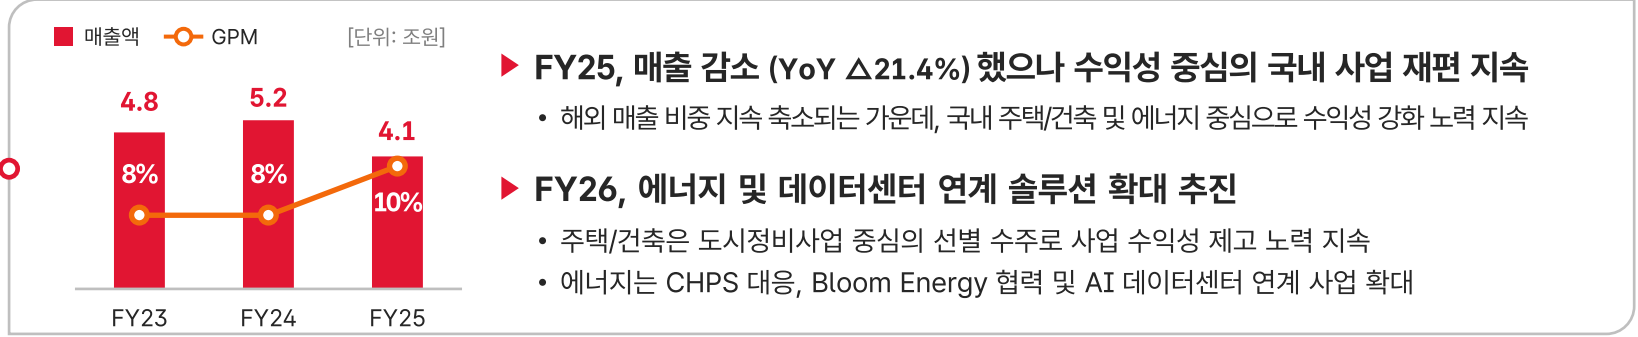 매출액 GPM [단위: 조원]
4.8 5.2 4.1
8% 8% 10%
FY23 FY24 FY25
▶ FY25, 매출 감소 (YoY △21.4%) 했으나 수익성 중심의 국내 사업 재편 지속
• 해외 매출 비중 지속 축소되는 가운데, 국내 주택/건축 및 에너지 중심으로 수익성 강화 노력 지속
▶ FY26, 에너지 및 데이터센터 연계 솔루션 확대 추진
• 주택/건축은 도시정비사업 중심의 선별 수주로 사업 수익성 제고 노력 지속
• 에너지는 CHPS 대응, Bloom Energy 협력 및 AI 데이터센터 연계 사업 확대